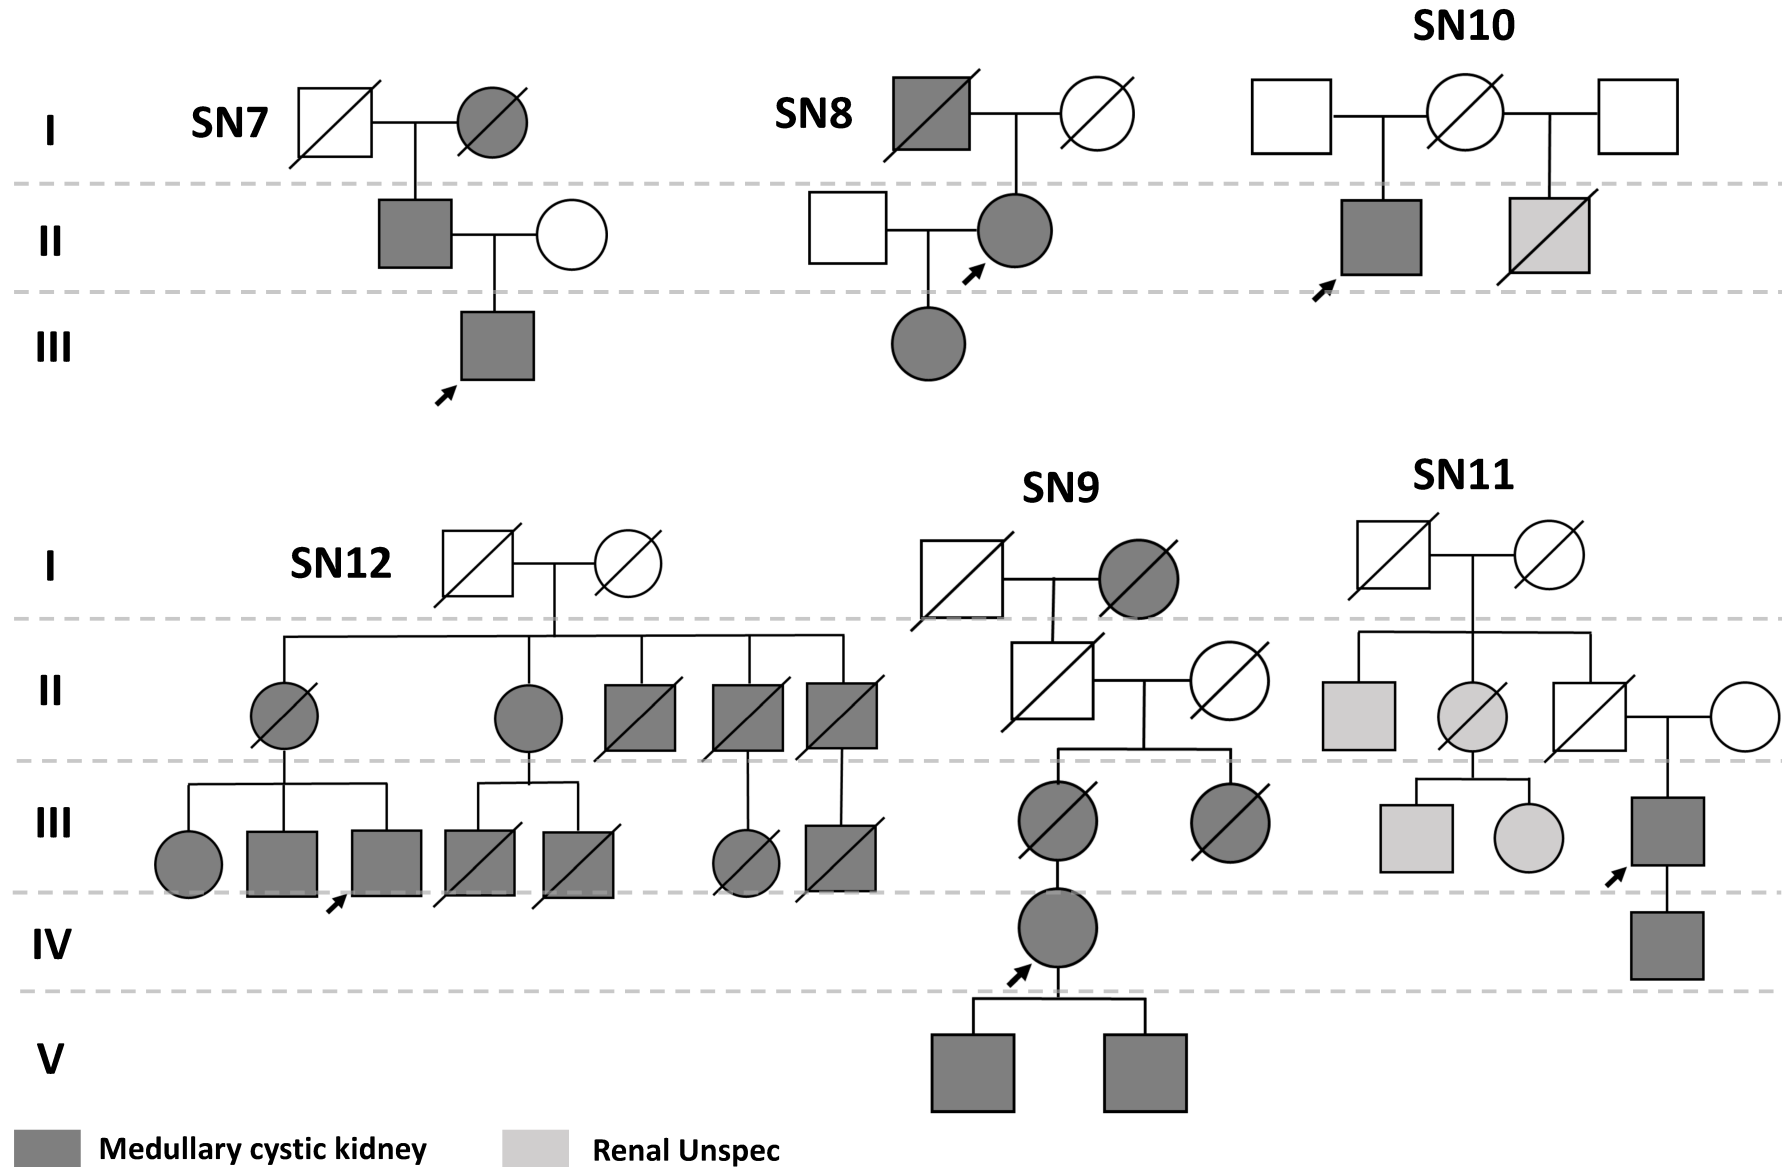 SN10
SN7
SN8
I
II
III
SN9
SN11
SN12
I
II
III
IV
V
Medullary cystic kidney
Renal Unspec